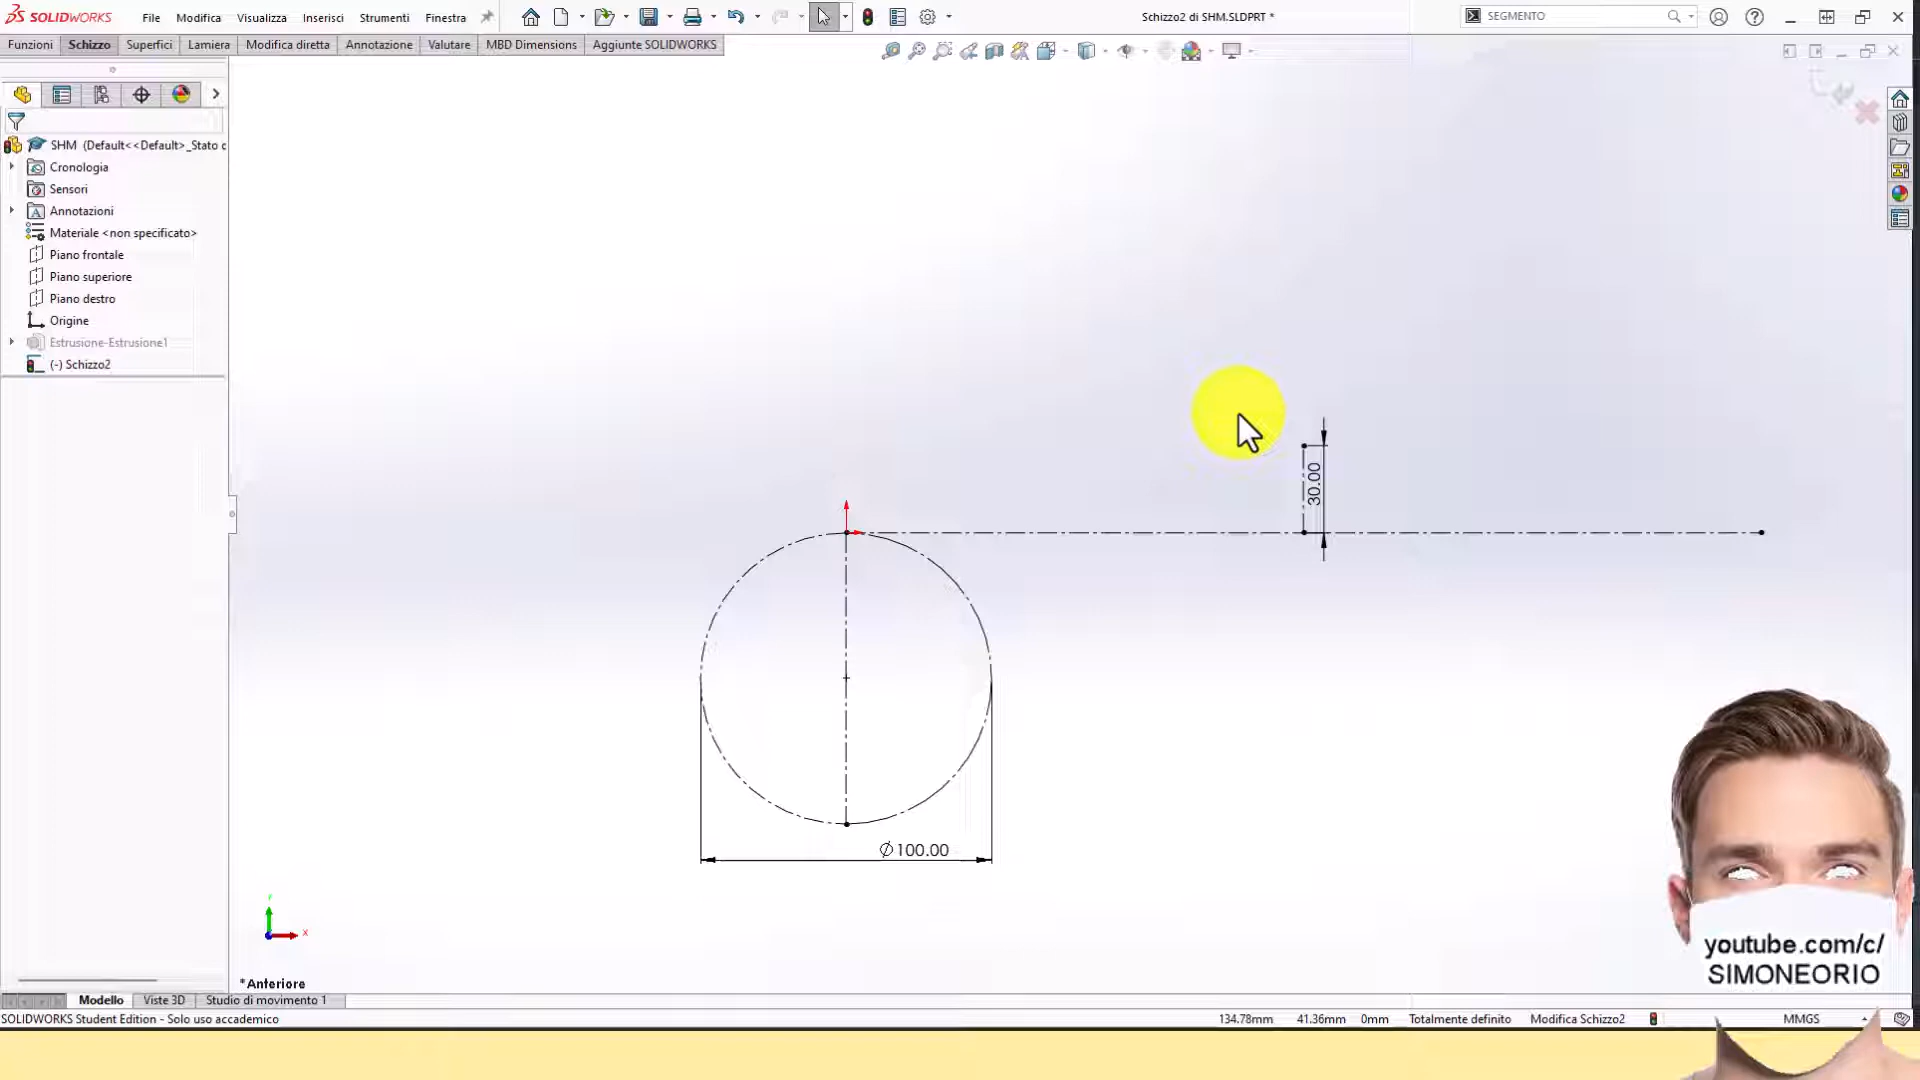 SOLIDWORKS
File Modifica Visualizza Inserisci Strumenti Finestra
Schizzo2 di SHM.SLDPRT *
SEGMENTO
Funzioni Schizzo Superfici Lamiera Modifica diretta Annotazione Valutare MBD Dimensions Aggiunte SOLIDWORKS
SHM (Default<<Default>_Stato c
Cronologia
Sensori
Annotazioni
Materiale <non specificato>
Piano frontale
Piano superiore
Piano destro
Origine
Estrusione-Estrusione1
(-) Schizzo2
30.00
Ø100.00
x
*Anteriore
youtube.com/c/
SIMONEORIO
Modello Viste 3D Studio di movimento 1
SOLIDWORKS Student Edition - Solo uso accademico
134.78mm 41.36mm 0mm Totalmente definito Modifica Schizzo2 MMGS